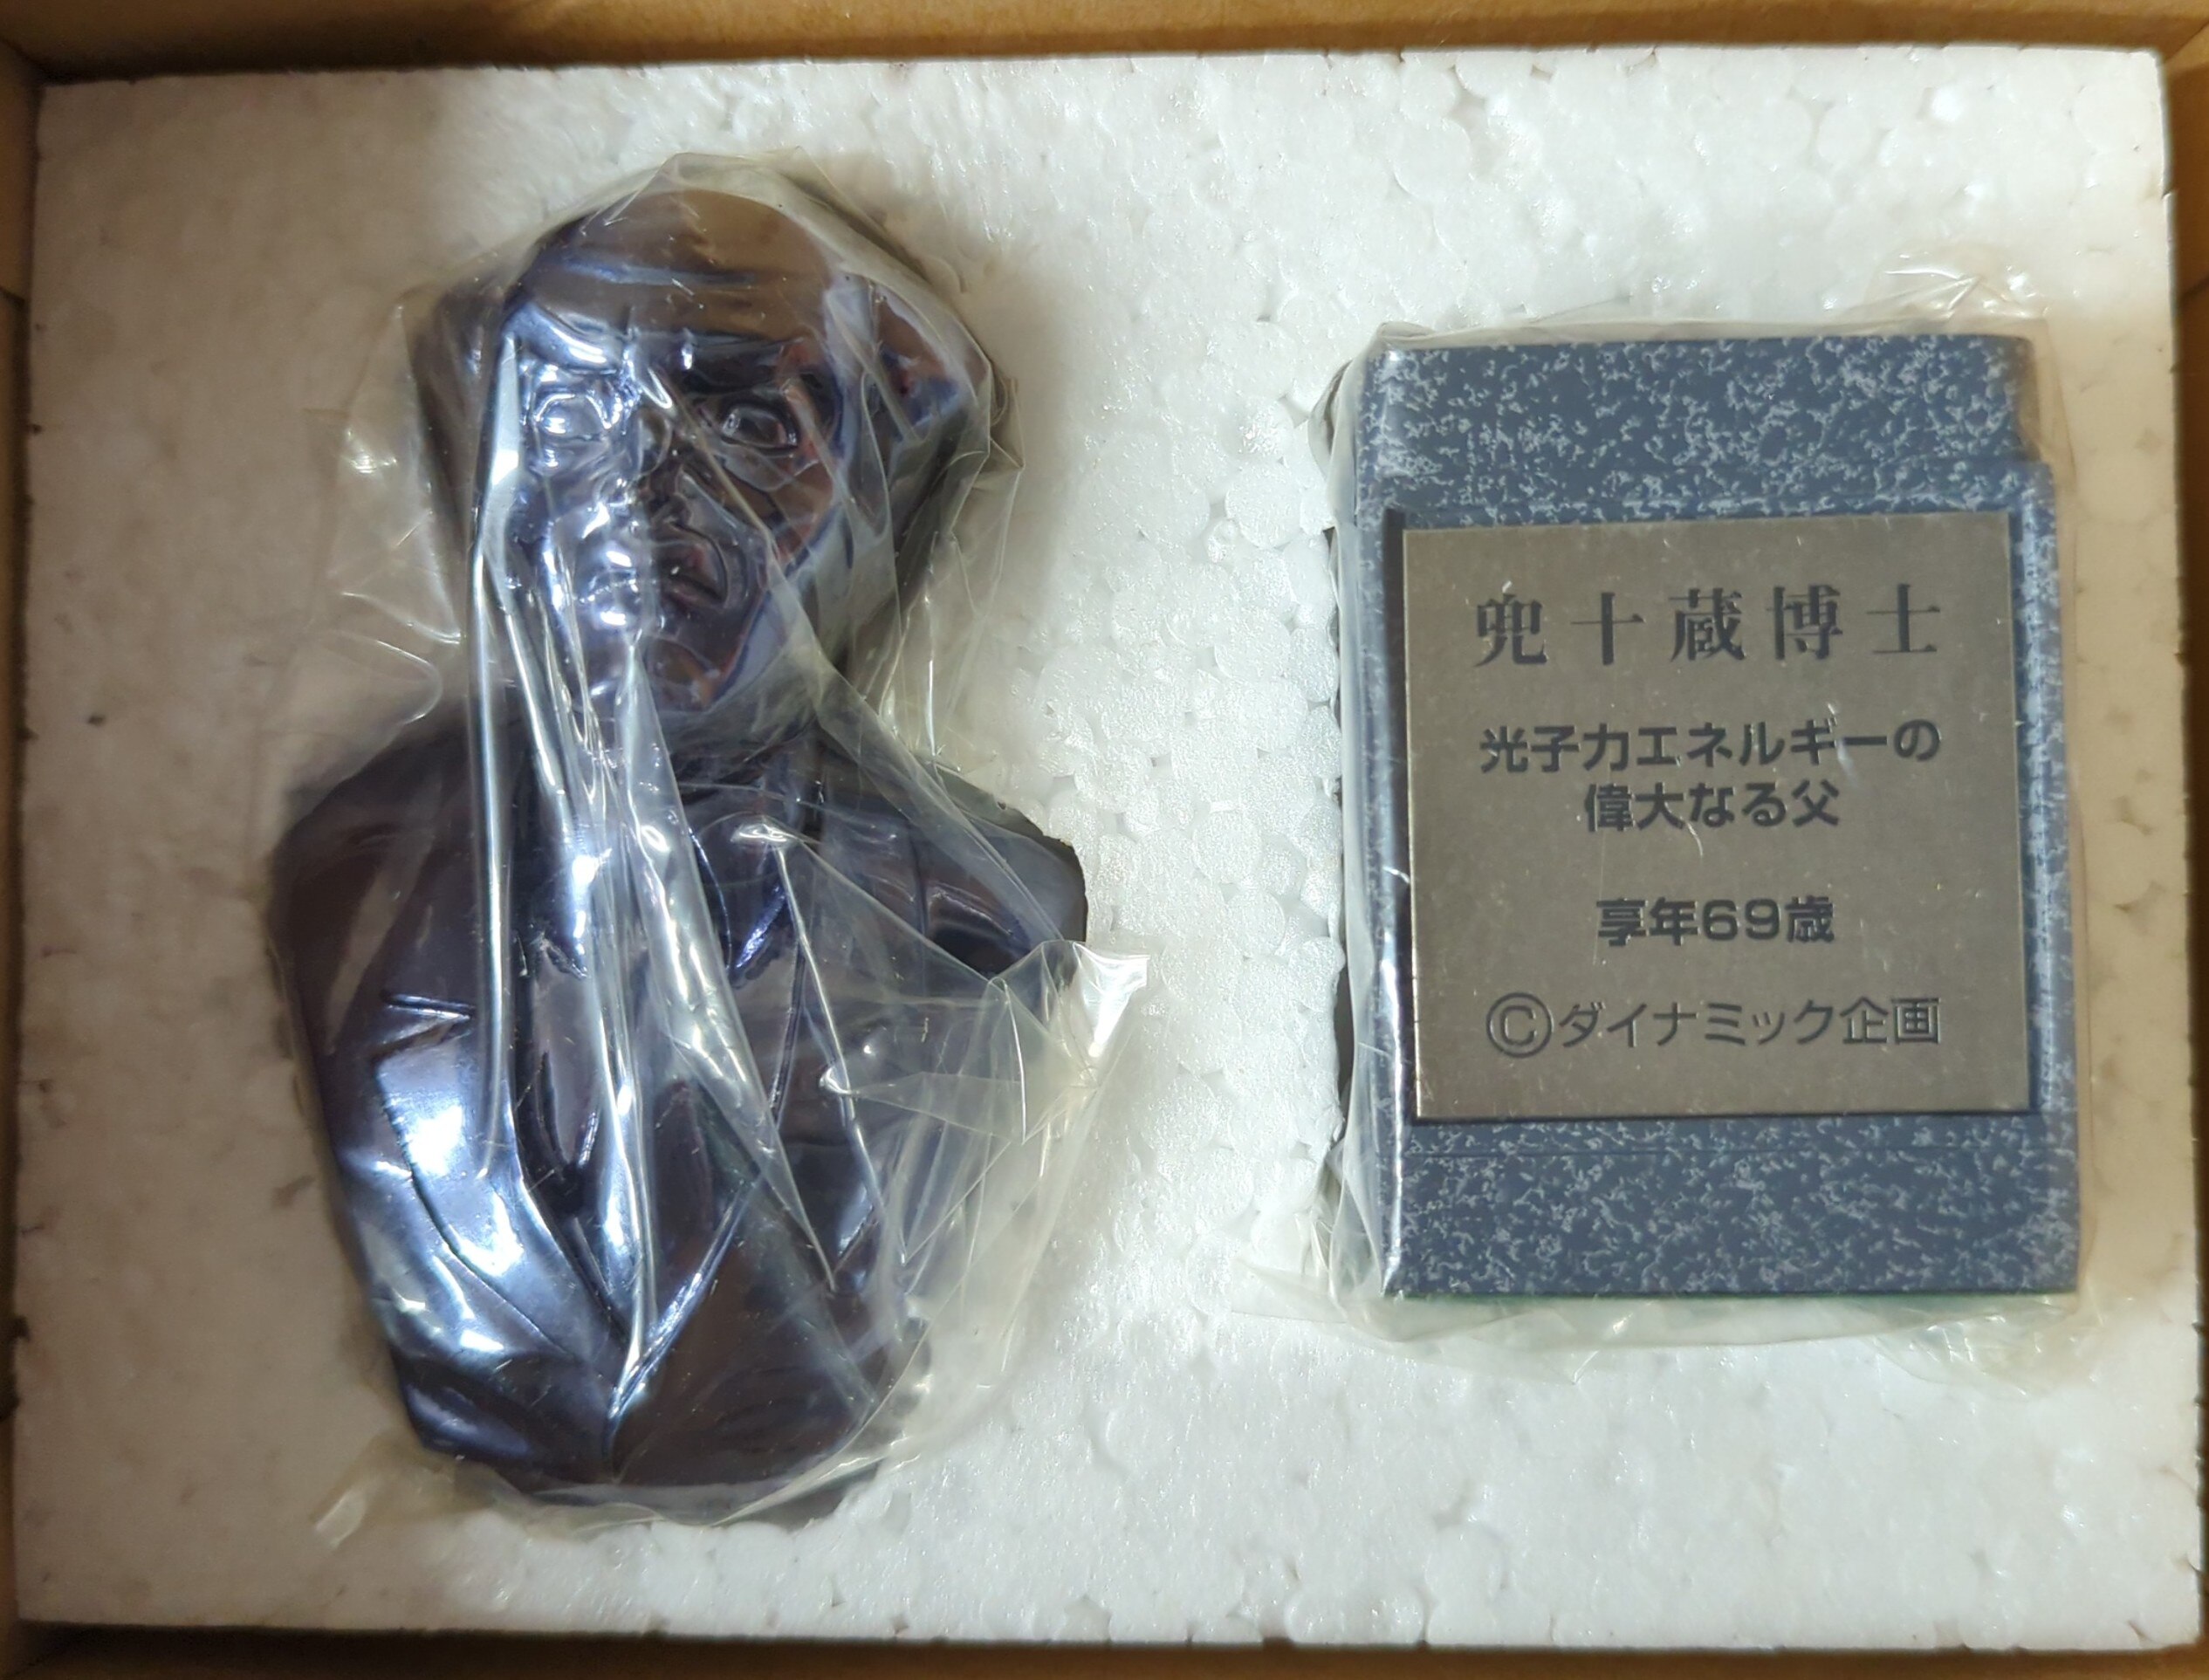 兜十蔵博士
光子力エネルギーの
偉大なる父
享年69歳
©ダイナミック企画